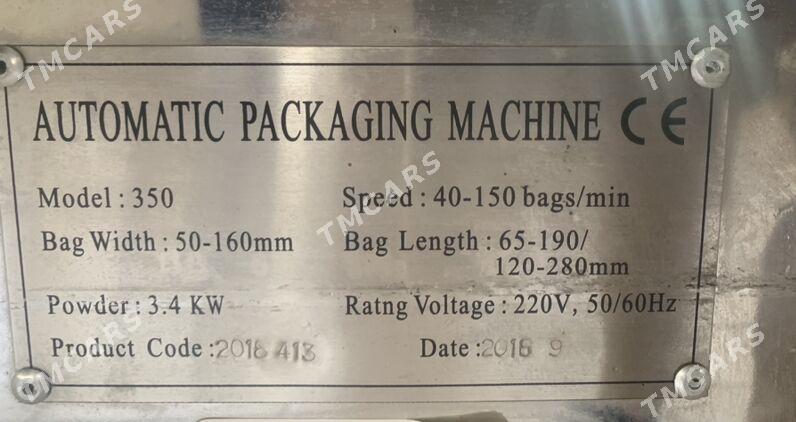 AUTOMATIC PACKAGING MACHINE CE
Model : 350
Speed : 40-150 bags/min
Bag Width : 50-160mm
Bag Length : 65-190/
120-280mm
Powder : 3.4 KW
Ratng Voltage : 220V, 50/60Hz
Product Code : 2016 413
Date : 2016 9
TMCARS
TMCARS
TMCARS
TMCARS
TMCARS